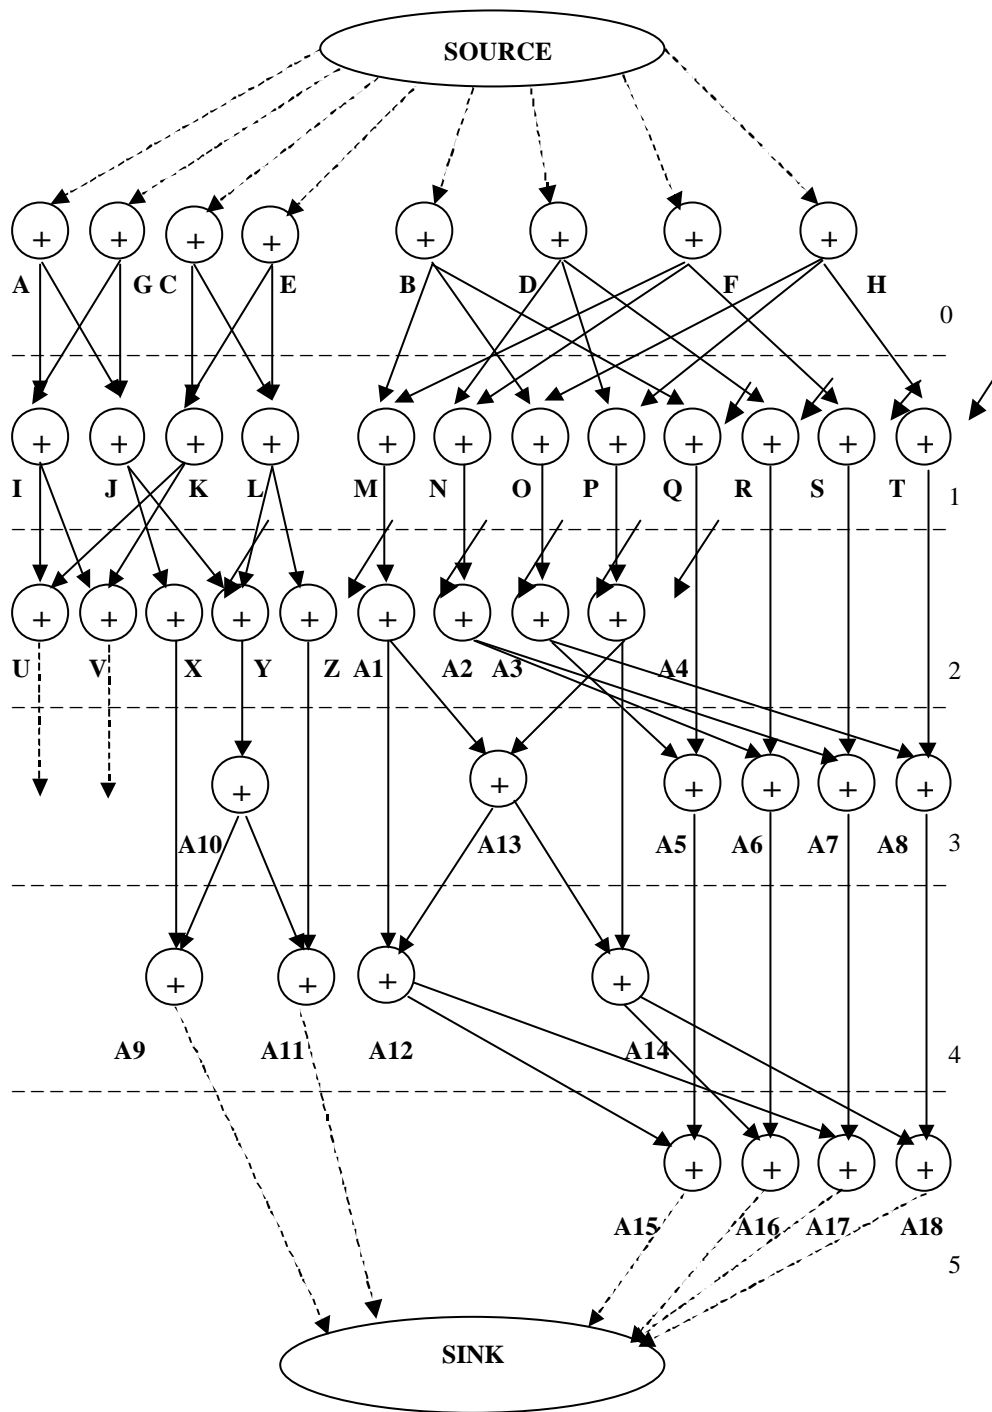 SOURCE
+ + + + + + + +
A G C E B D F H
0
+ + + + + + + + + + + +
I J K L M N O P Q R S T
1
+ + + + + + + + +
U V X Y Z A1 A2 A3 A4
2
+ + + + + +
A10 A13 A5 A6 A7 A8
3
+ + + +
A9 A11 A12 A14
4
+ + + +
A15 A16 A17 A18
5
SINK